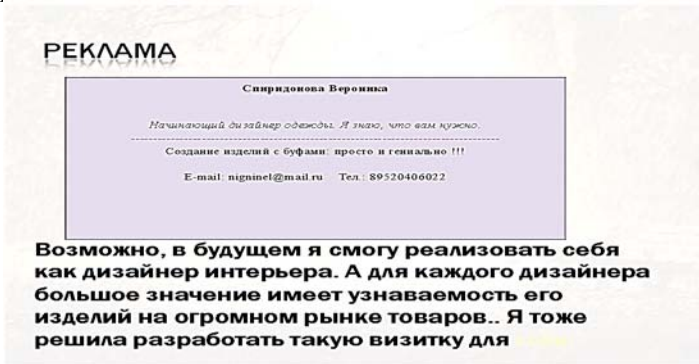 РЕКЛАМА
Спиридонова Вероника
Начинающий дизайнер одежды. Я знаю, что вам нужно.
Создание изделий с буфами: просто и гениально !!!
E-mail: nigninel@mail.ru Тел.: 89520406022
Возможно, в будущем я смогу реализовать себя
как дизайнер интерьера. А для каждого дизайнера
большое значение имеет узнаваемость его
изделий на огромном рынке товаров.. Я тоже
решила разработать такую визитку для